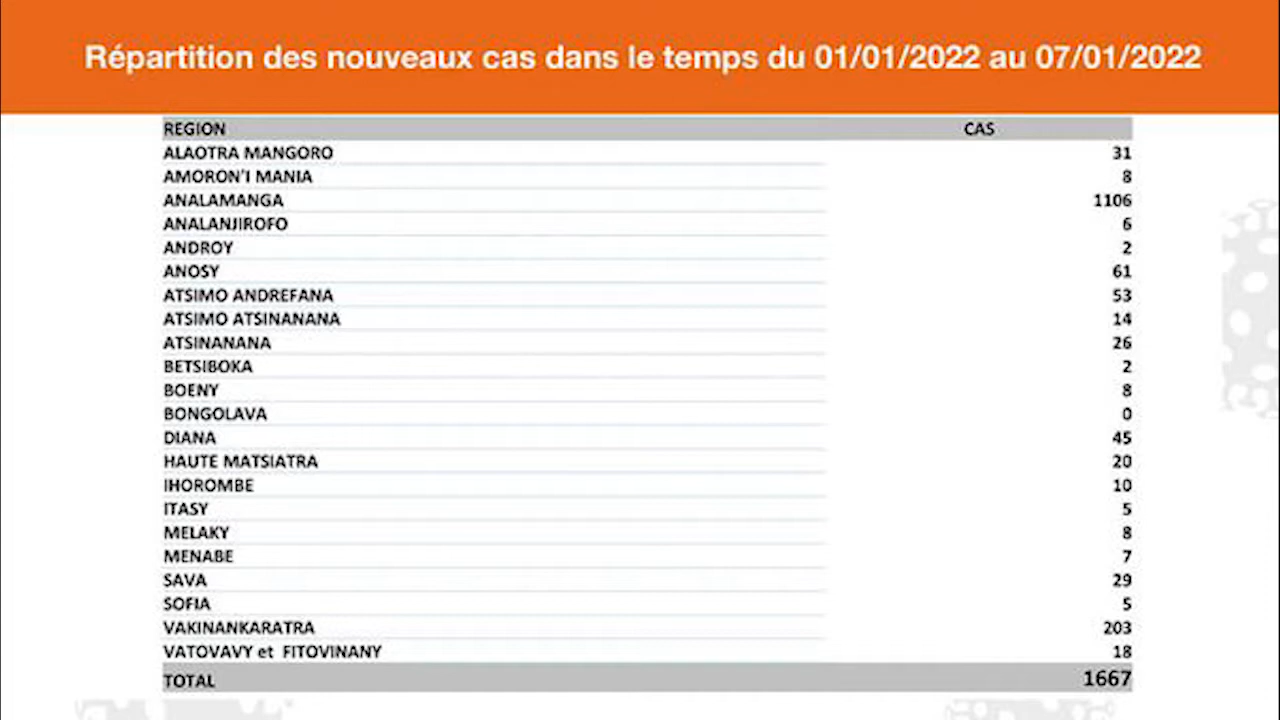 Répartition des nouveaux cas dans le temps du 01/01/2022 au 07/01/2022
REGION CAS
ALAOTRA MANGORO 31
AMORON'I MANIA 8
ANALAMANGA 1106
ANALANJIROFO 6
ANDROY 2
ANOSY 61
ATSIMO ANDREFANA 53
ATSIMO ATSINANANA 14
ATSINANANA 26
BETSIBOKA 2
BOENY 8
BONGOLAVA 0
DIANA 45
HAUTE MATSIATRA 20
IHOROMBE 10
ITASY 5
MELAKY 8
MENABE 7
SAVA 29
SOFIA 5
VAKINANKARATRA 203
VATOVAVY et FITOVINANY 18
TOTAL 1667